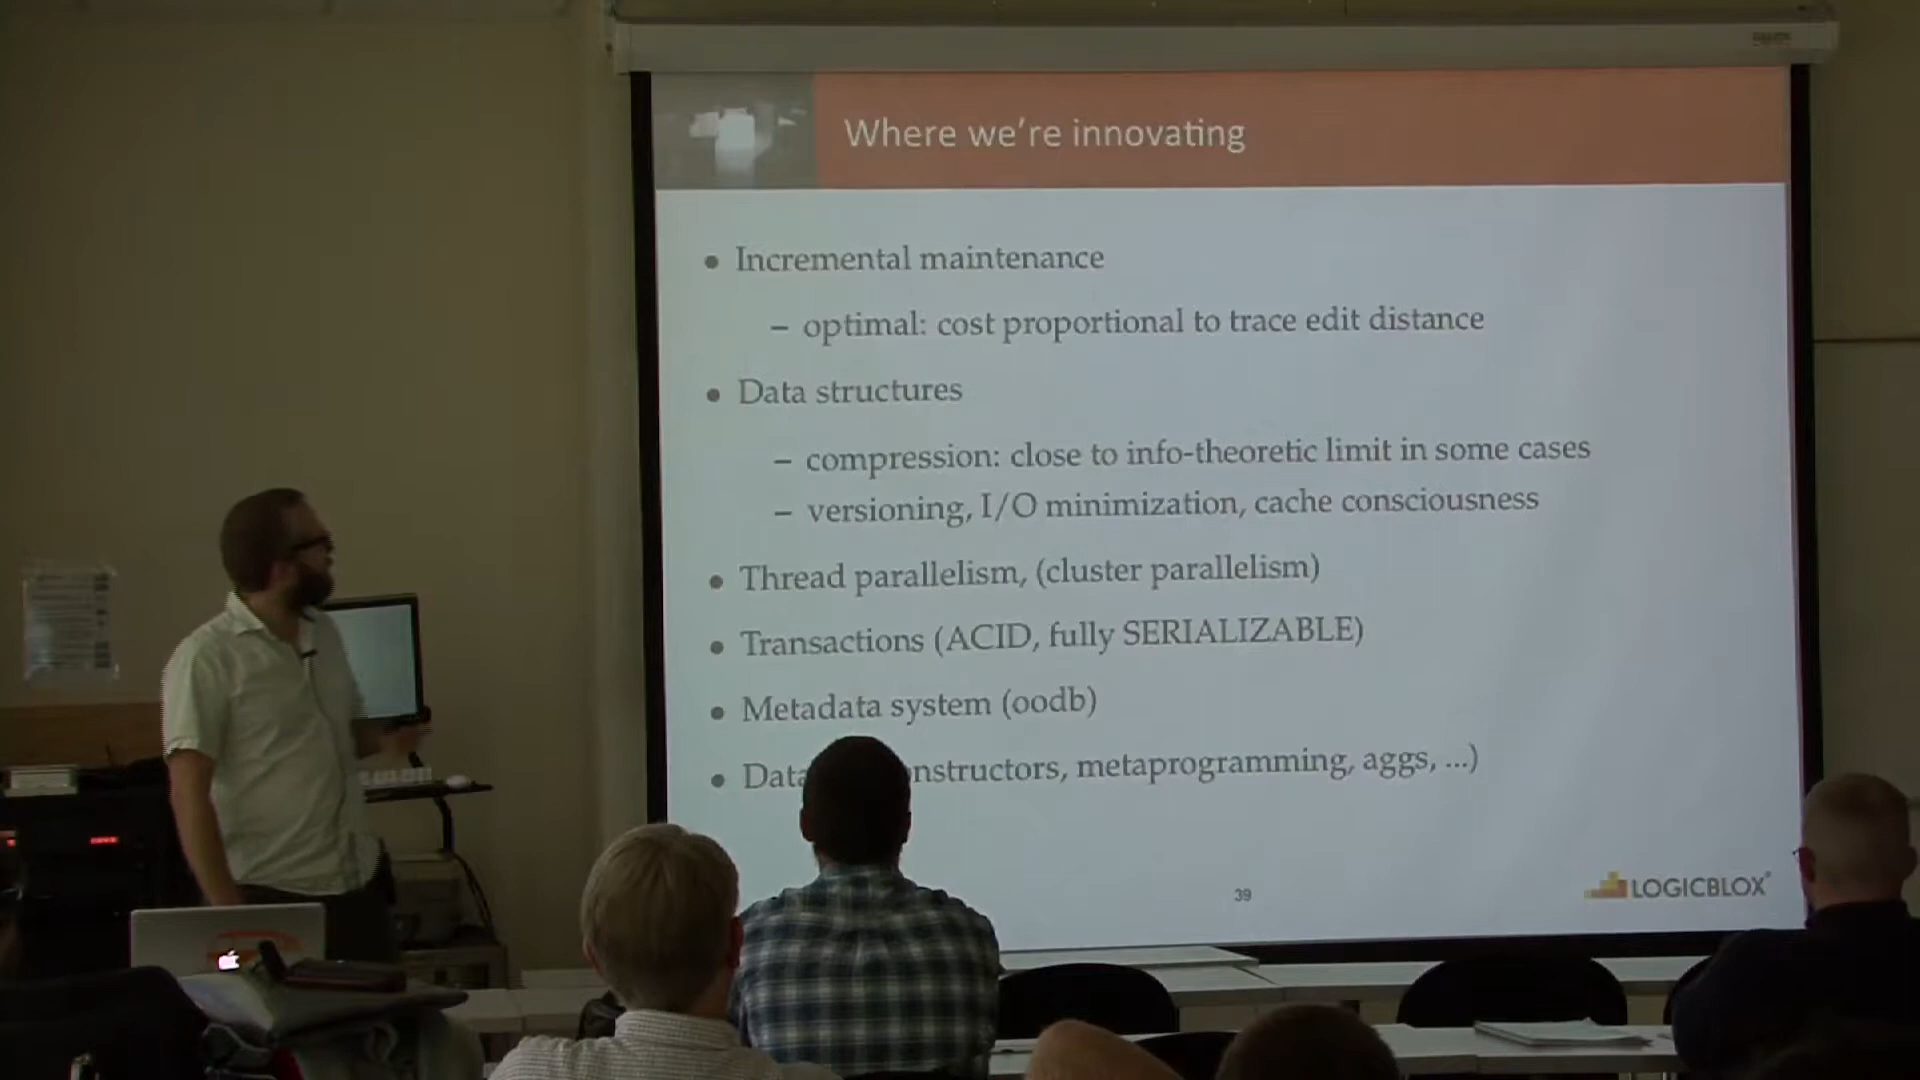 Where we're innovating
• Incremental maintenance
– optimal: cost proportional to trace edit distance
• Data structures
– compression: close to info-theoretic limit in some cases
– versioning, I/O minimization, cache consciousness
• Thread parallelism, (cluster parallelism)
• Transactions (ACID, fully SERIALIZABLE)
• Metadata system (oodb)
• Data nstructors, metaprogramming, aggs, ...)
39
LOGICBLOX